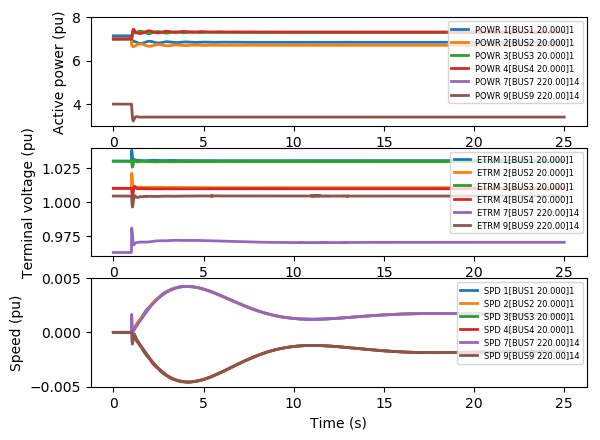 Active power (pu)
8
6
4
0
5
10
15
20
25
POWR 1[BUS1 20.000]1
POWR 2[BUS2 20.000]1
POWR 3[BUS3 20.000]1
POWR 4[BUS4 20.000]1
POWR 7[BUS7 220.00]14
POWR 9[BUS9 220.00]14
Terminal voltage (pu)
1.025
1.000
0.975
0
5
10
15
20
25
ETRM 1[BUS1 20.000]1
ETRM 2[BUS2 20.000]1
ETRM 3[BUS3 20.000]1
ETRM 4[BUS4 20.000]1
ETRM 7[BUS7 220.00]14
ETRM 9[BUS9 220.00]14
Speed (pu)
0.005
0.000
−0.005
SPD 1[BUS1 20.000]1
SPD 2[BUS2 20.000]1
SPD 3[BUS3 20.000]1
SPD 4[BUS4 20.000]1
SPD 7[BUS7 220.00]14
SPD 9[BUS9 220.00]14
0
5
10
15
20
25
Time (s)